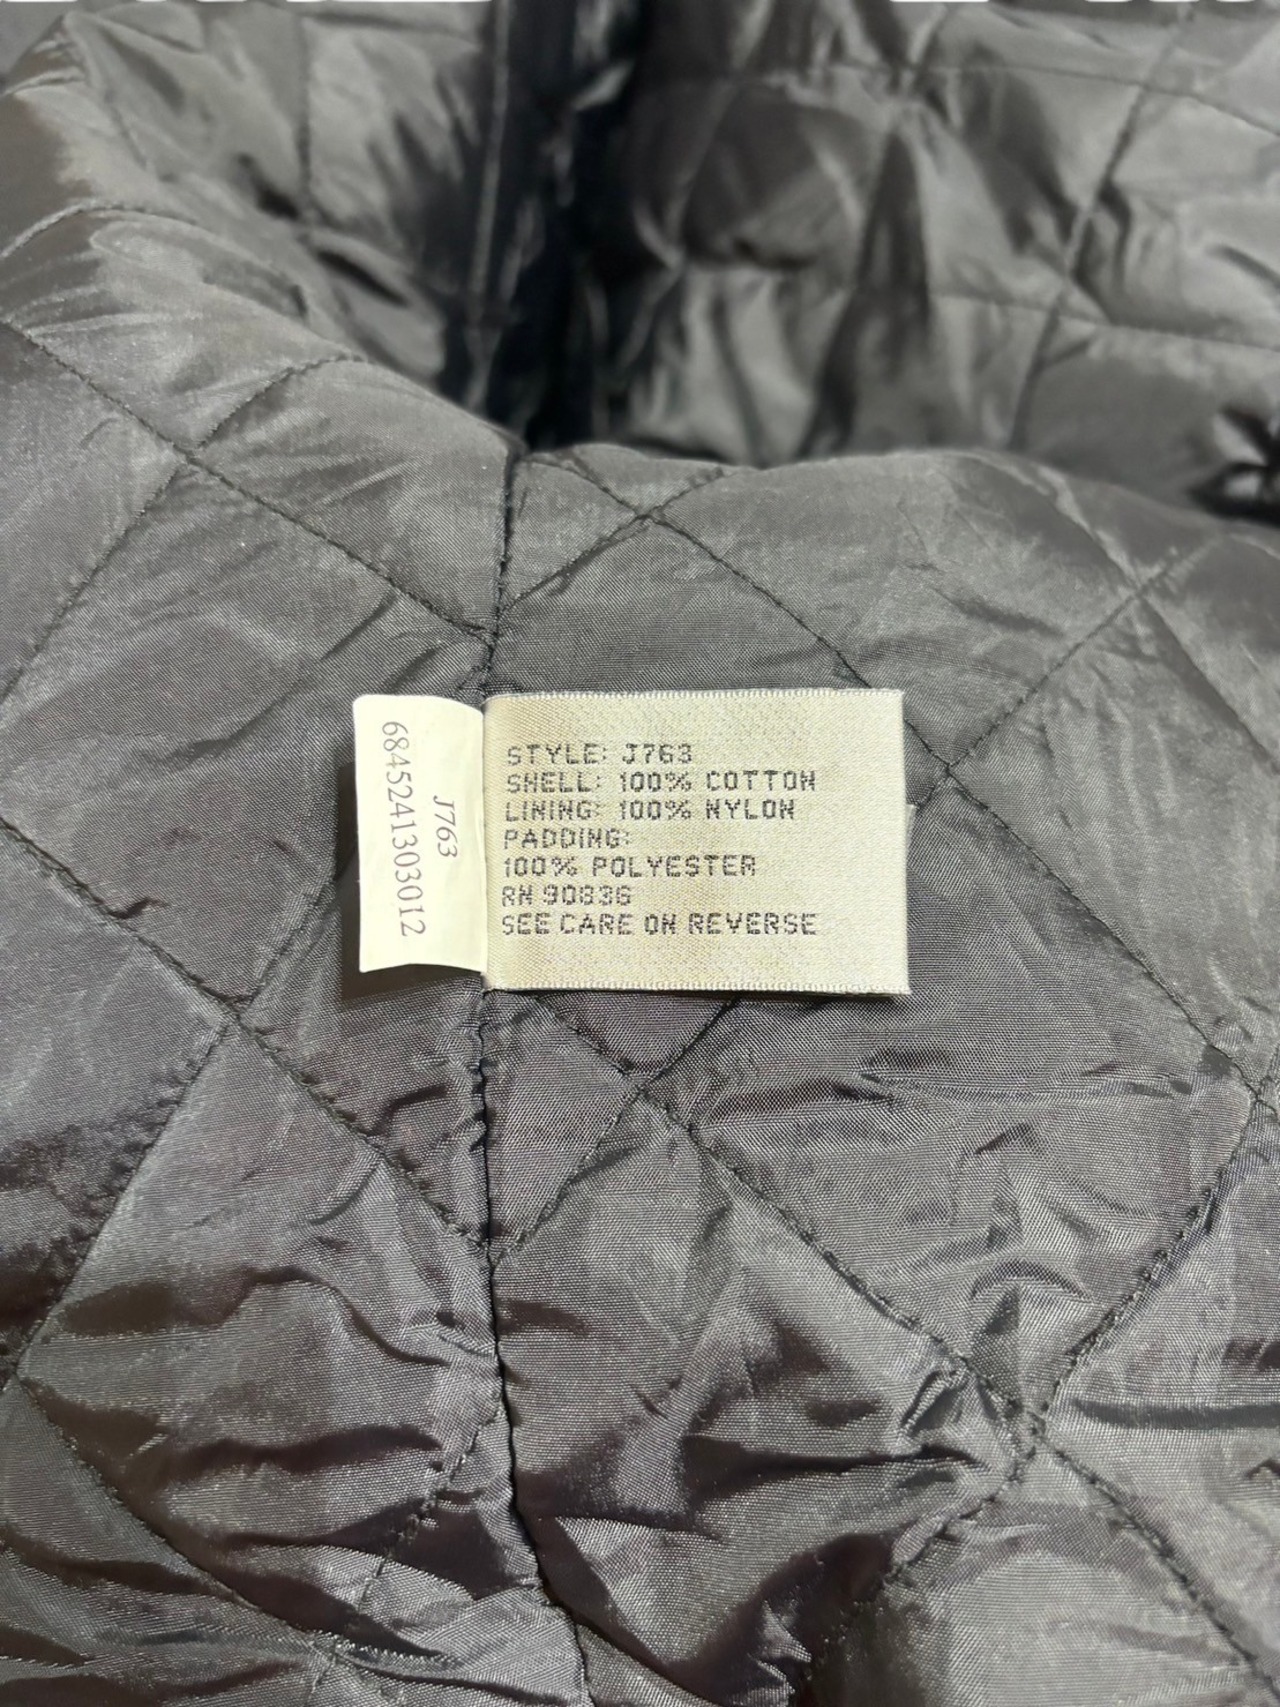 STYLE: J763
SHELL: 100% COTTON
LINING: 100% NYLON
PADDING:
100% POLYESTER
RN 90836
SEE CARE ON REVERSE
J763
6845241303012